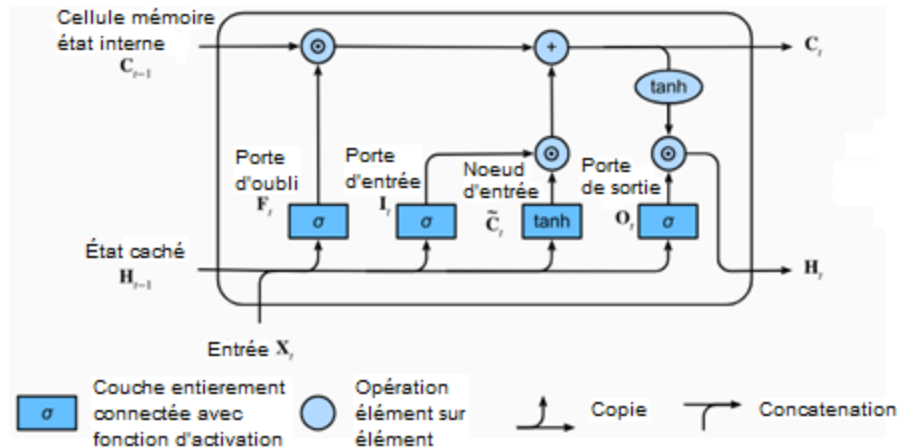 Cellule mémoire
état interne
C_{t-1}
C_t
tanh
Porte
d'oubli
F_t
σ
Porte
d'entrée
I_t
σ
Noeud
d'entrée
C̃_t
tanh
Porte
de sortie
O_t
σ
État caché
H_{t-1}
H_t
Entrée X_t
σ
Couche entierement
connectée avec
fonction d'activation
Opération
élément sur
élément
Copie
Concatenation